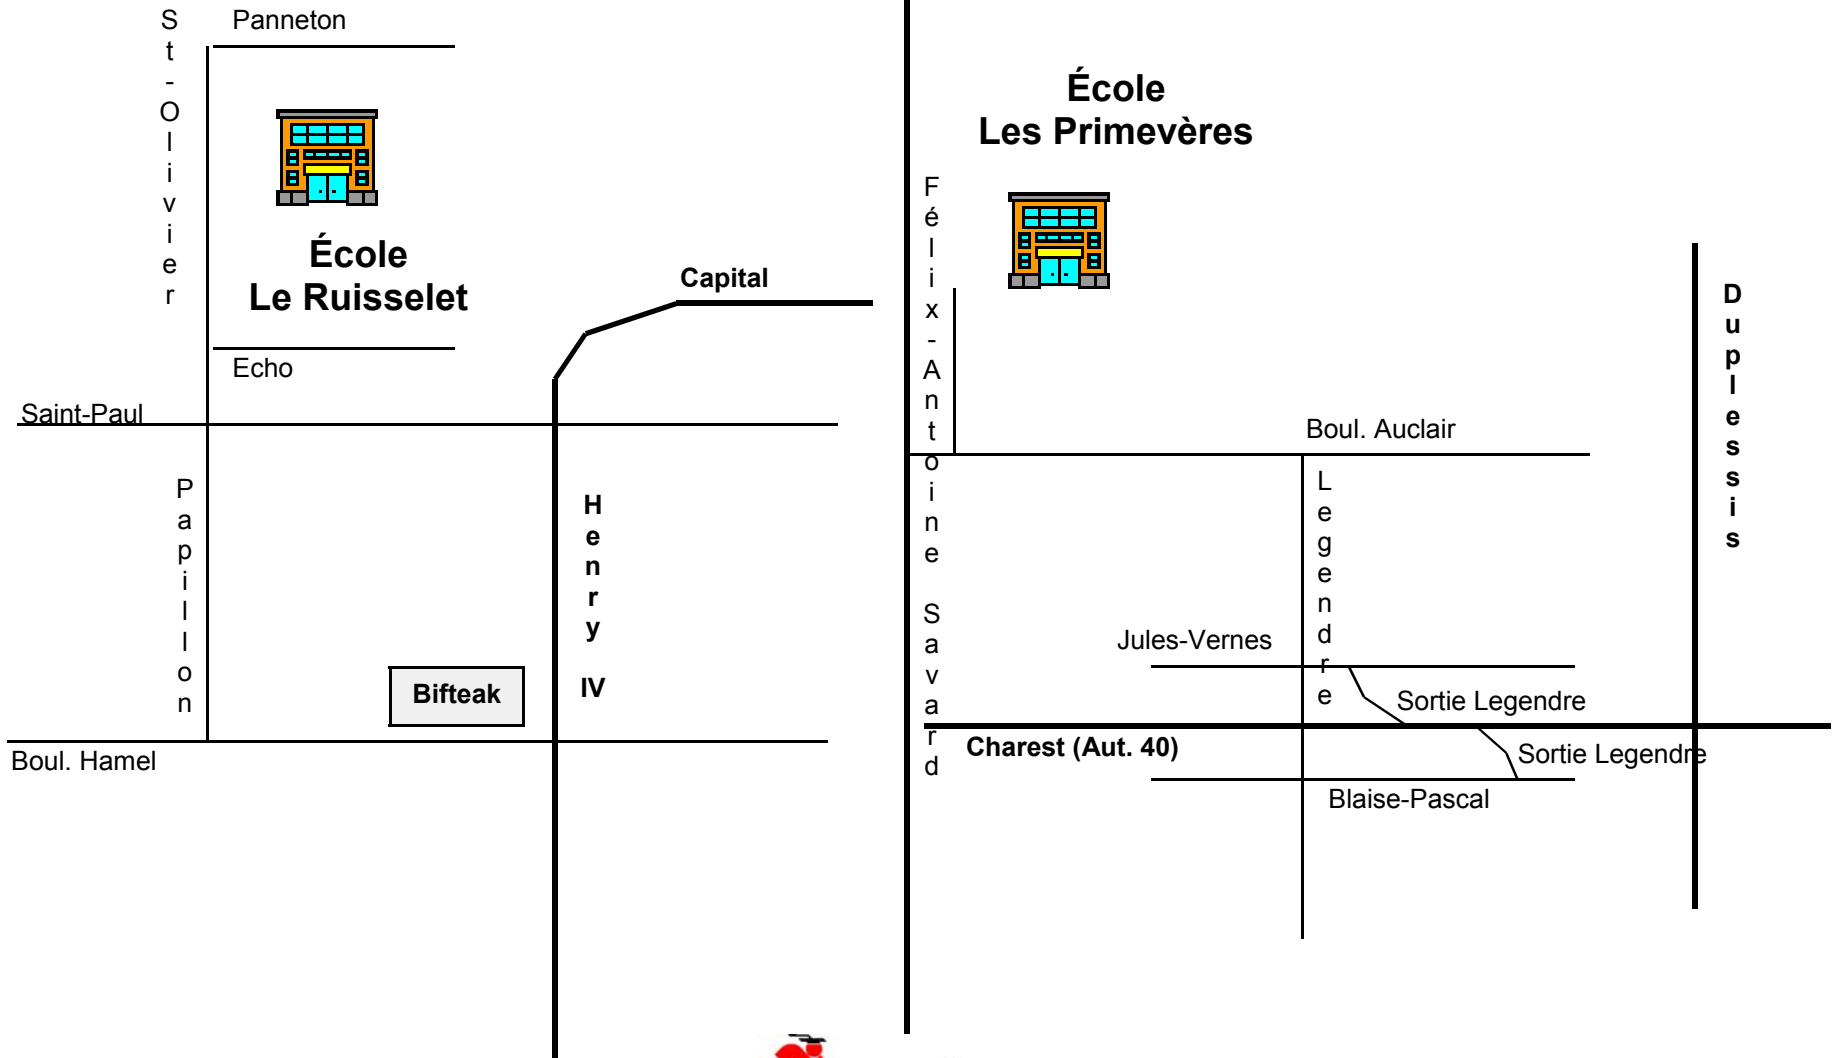 St-Olivier
Panneton
École
Le Ruisselet
Capital
Echo
Saint-Paul
Papillon
Henry IV
Bifteak
Boul. Hamel
École
Les Primevères
Félix-Antoine Savard
Duplessis
Boul. Auclair
Legendre
Jules-Vernes
Sortie Legendre
Charest (Aut. 40)
Sortie Legendre
Blaise-Pascal